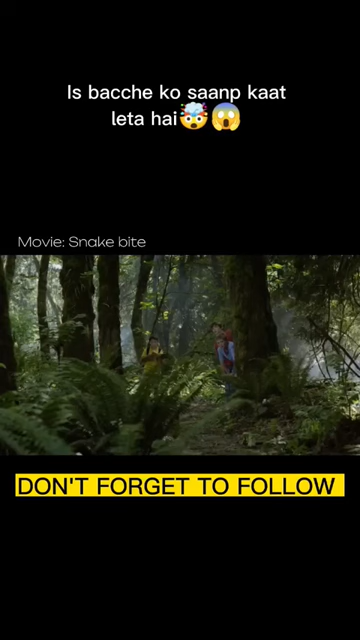 Is bacche ko saanp kaat
leta hai🤯😱
Movie: Snake bite
DON'T FORGET TO FOLLOW